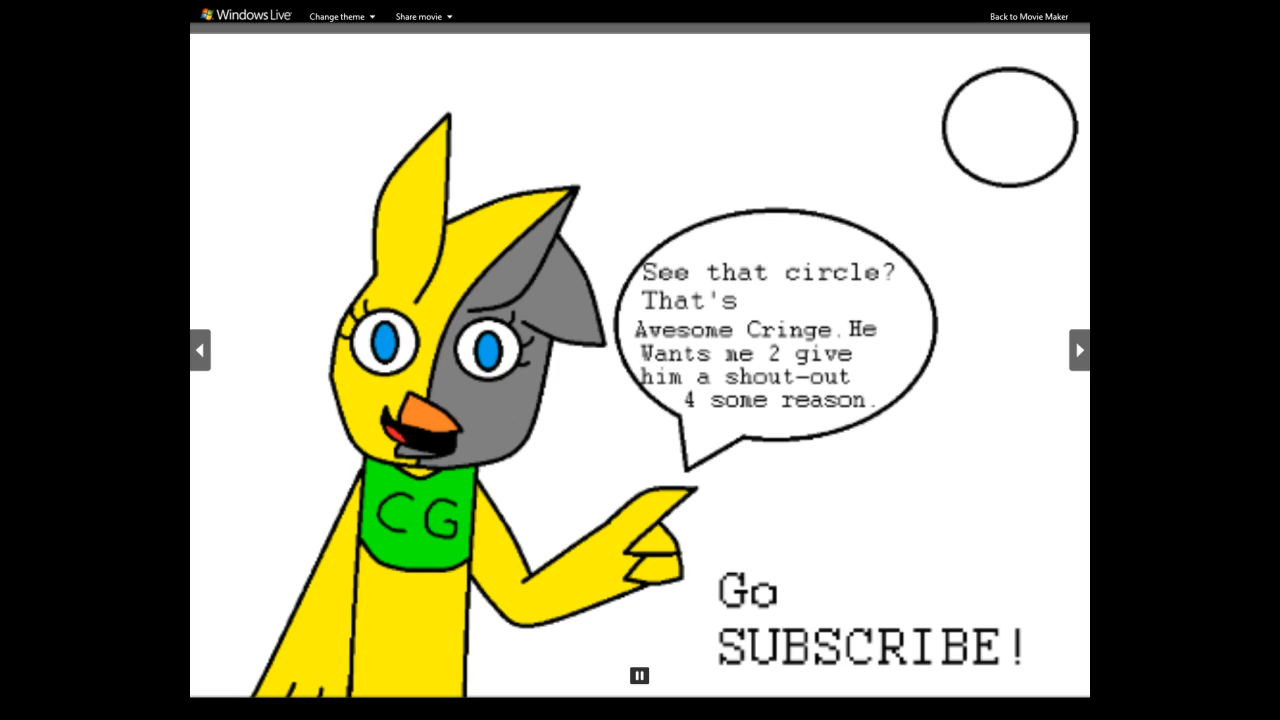 Windows Live Change theme Share movie Back to Movie Maker
See that circle?
That's
Avesome Cringe. He
Wants me 2 give
him a shout-out
4 some reason.
CG
Go
SUBSCRIBE!